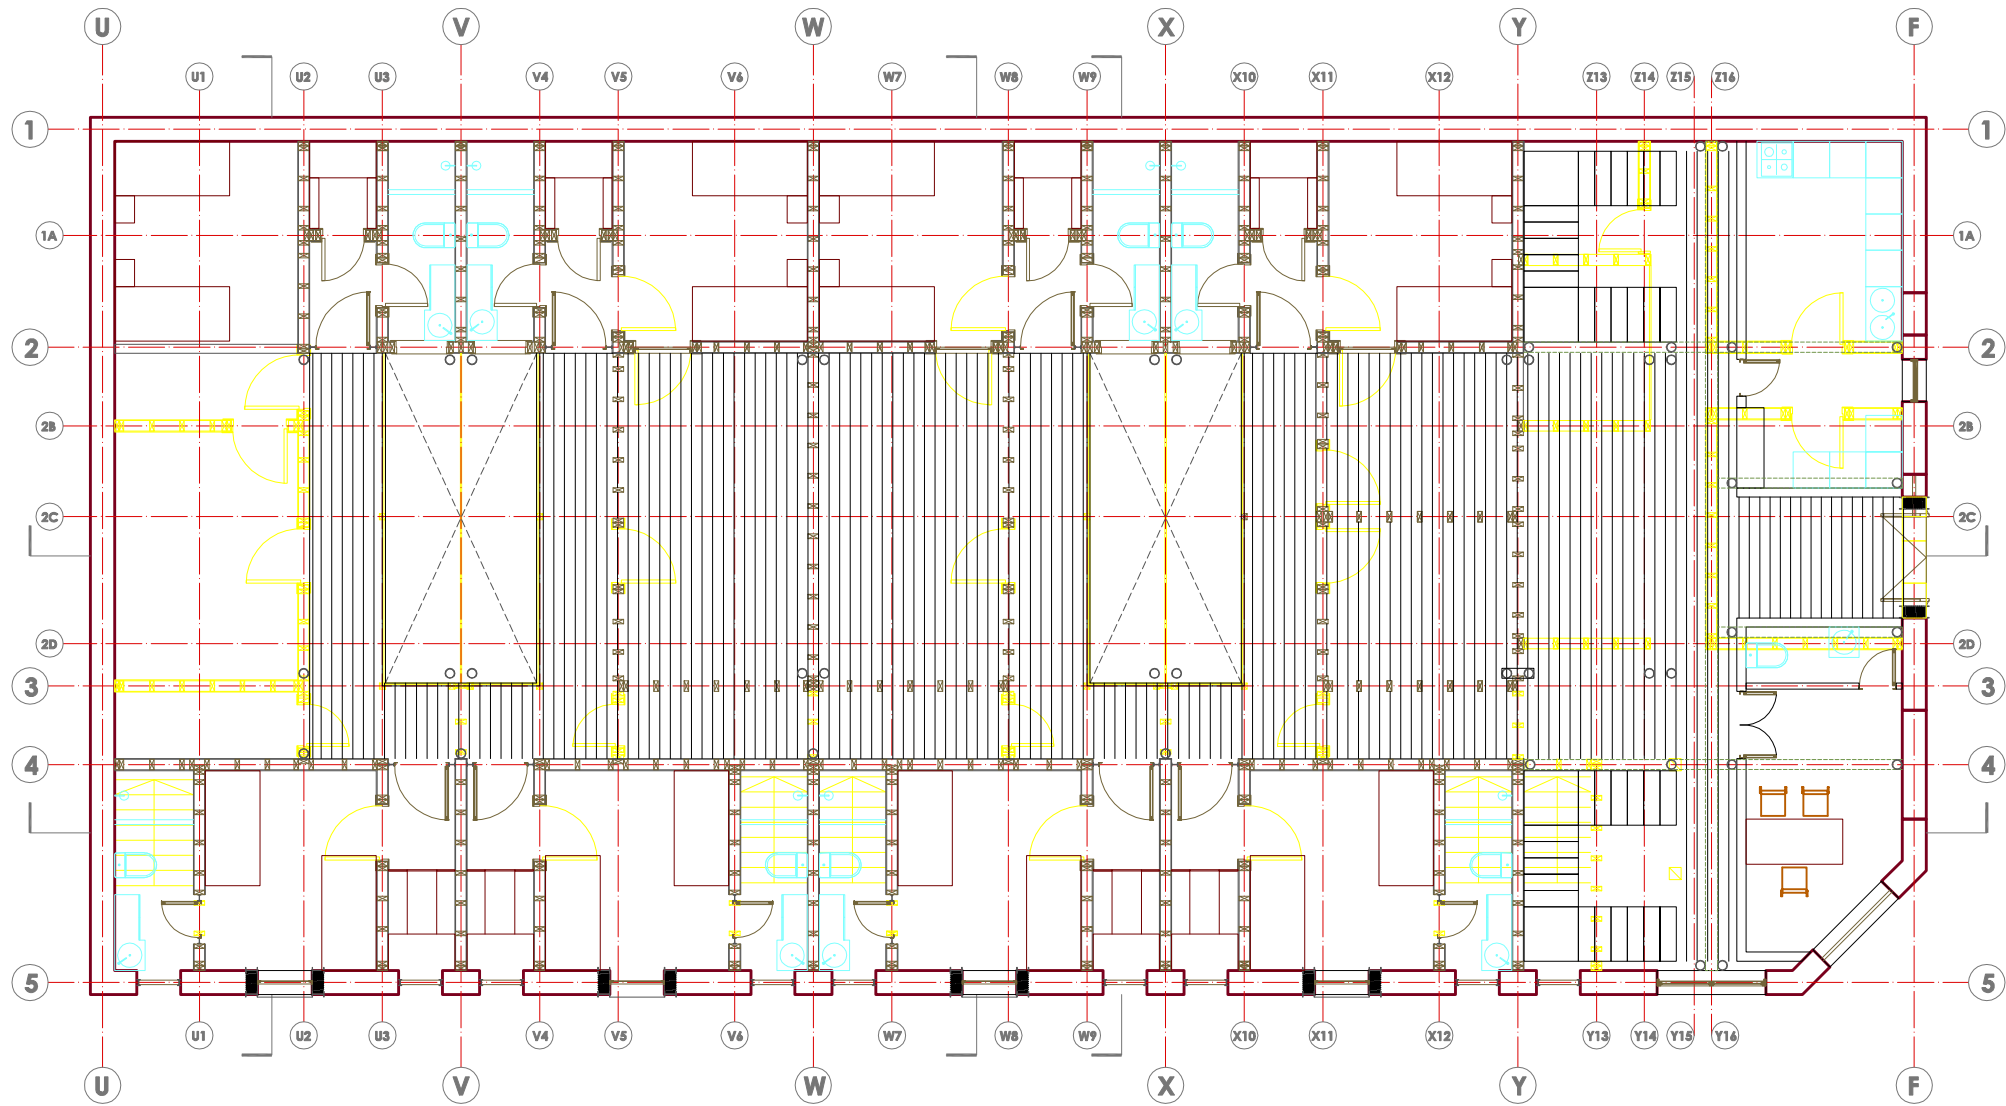 U V W X Y F
U1 U2 U3 V4 V5 V6 W7 W8 W9 X10 X11 X12 Z13 Z14 Z15 Z16
1 1
1A 1A
2 2
2B 2B
2C 2C
2D 2D
3 3
4 4
5 5
U1 U2 U3 V4 V5 V6 W7 W8 W9 X10 X11 X12 Y13 Y14 Y15 Y16
U V W X Y F